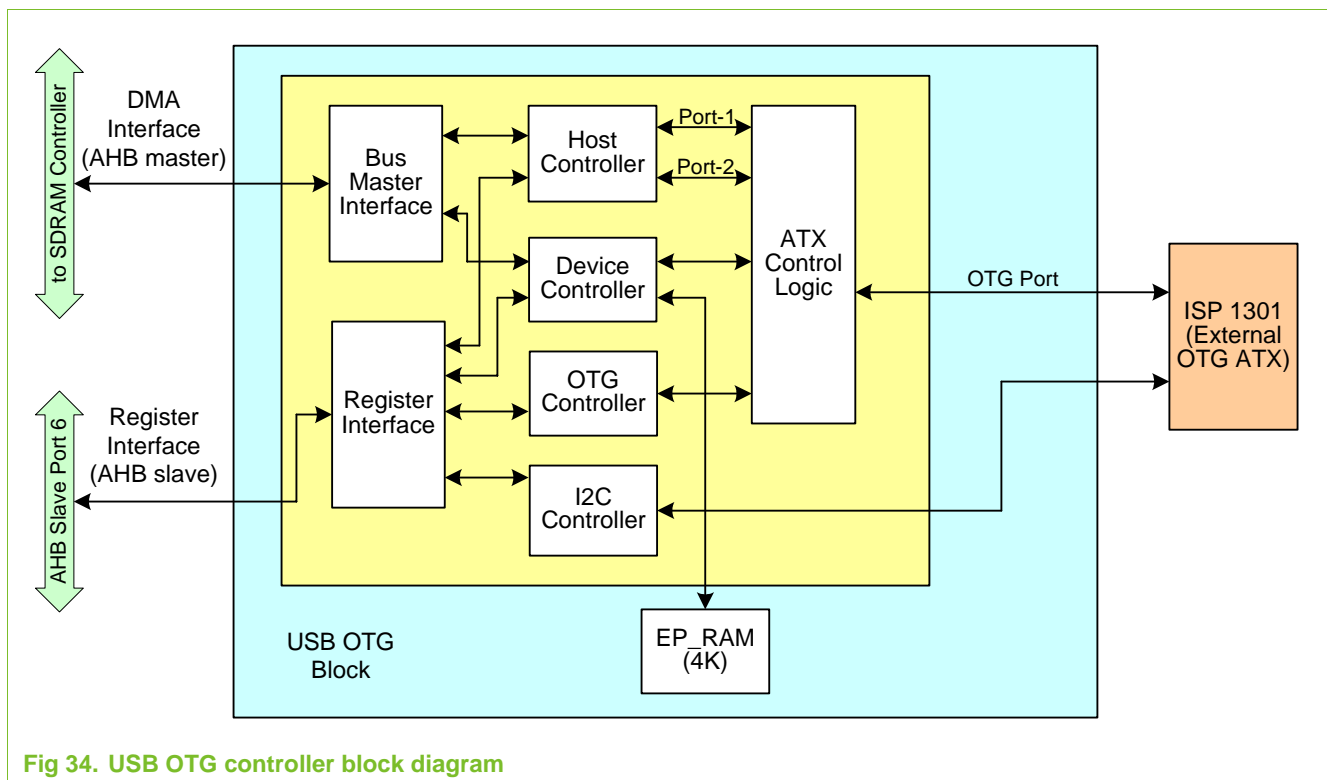 to SDRAM Controller
DMA
Interface
(AHB master)
AHB Slave Port 6
Register
Interface
(AHB slave)
Bus
Master
Interface
Register
Interface
Host
Controller
Device
Controller
OTG
Controller
I2C
Controller
Port-1
Port-2
ATX
Control
Logic
OTG Port
ISP 1301
(External
OTG ATX)
EP_RAM
(4K)
USB OTG
Block
Fig 34. USB OTG controller block diagram